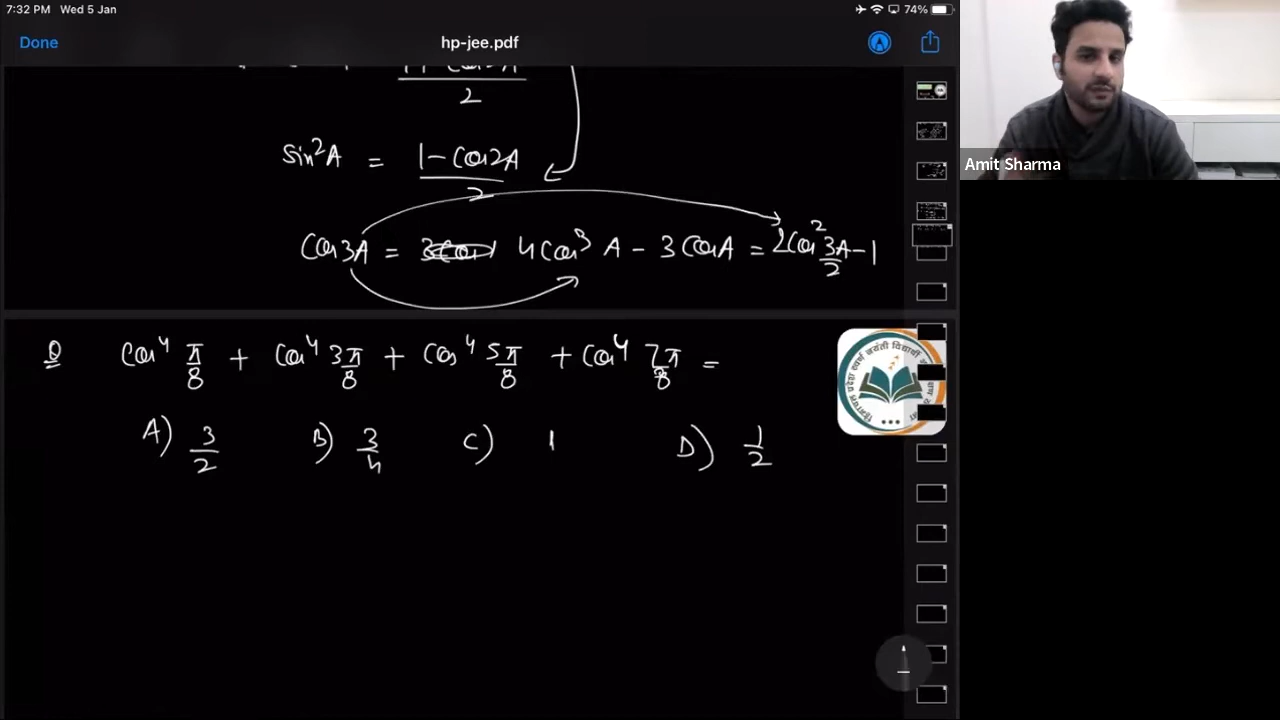 7:32 PM Wed 5 Jan
74%
Done
hp-jee.pdf
2
sin²A = (1 - Cos2A)/2
Cos3A = 4Cos³A - 3CosA = 2Cos² 3A/2 - 1
Q Cos⁴ π/8 + Cos⁴ 3π/8 + Cos⁴ 5π/8 + Cos⁴ 7π/8 =
A) 3/2 B) 3/4 C) 1 D) 1/2
Amit Sharma